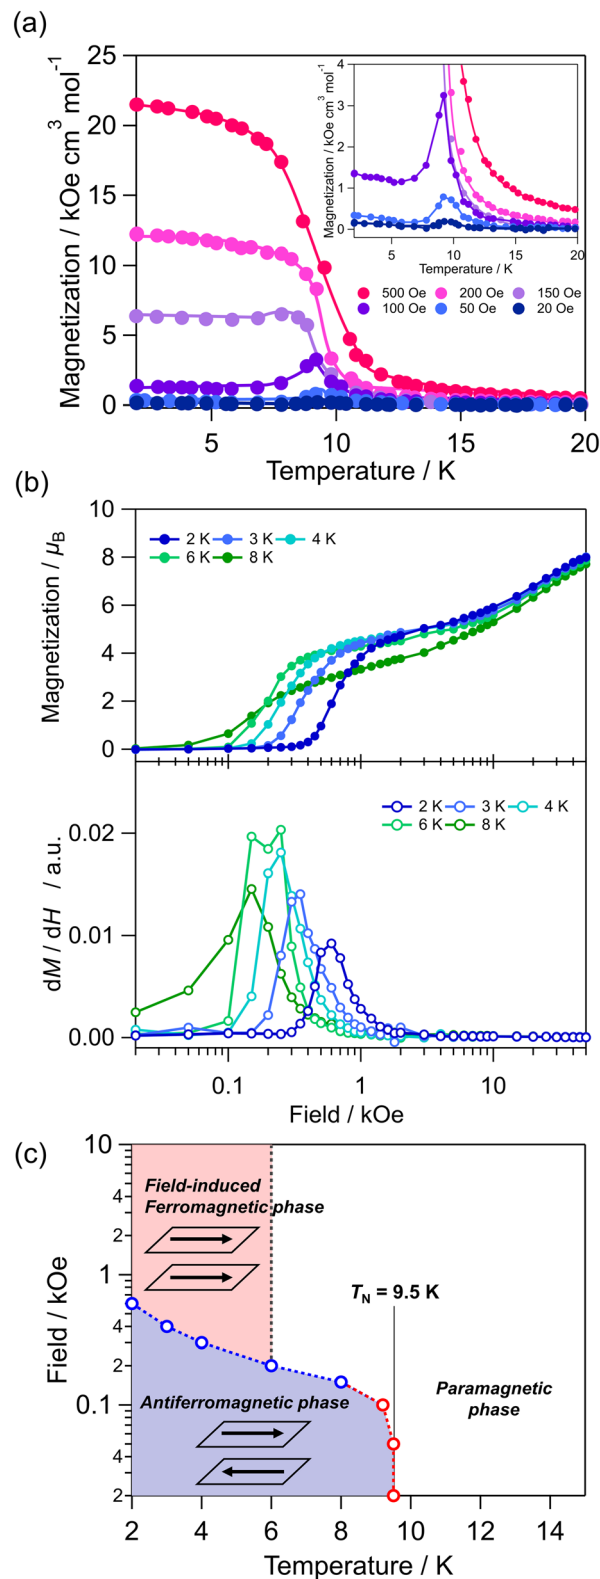 (a)
25
20
15
10
5
0
Magnetization / kOe cm³ mol⁻¹
5
10
15
20
Temperature / K
4
3
2
1
0
Magnetization / kOe cm³ mol⁻¹
5
10
15
20
Temperature / K
500 Oe 200 Oe 150 Oe
100 Oe 50 Oe 20 Oe
(b)
10
8
6
4
2
0
Magnetization / μB
2 K 3 K 4 K
6 K 8 K
0.02
0.01
0.00
dM / dH / a.u.
2 K 3 K 4 K
6 K 8 K
0.1
1
10
Field / kOe
(c)
10
4
2
1
4
2
0.1
4
2
Field / kOe
Field-induced
Ferromagnetic phase
TN = 9.5 K
Antiferromagnetic phase
Paramagnetic
phase
2
4
6
8
10
12
14
Temperature / K